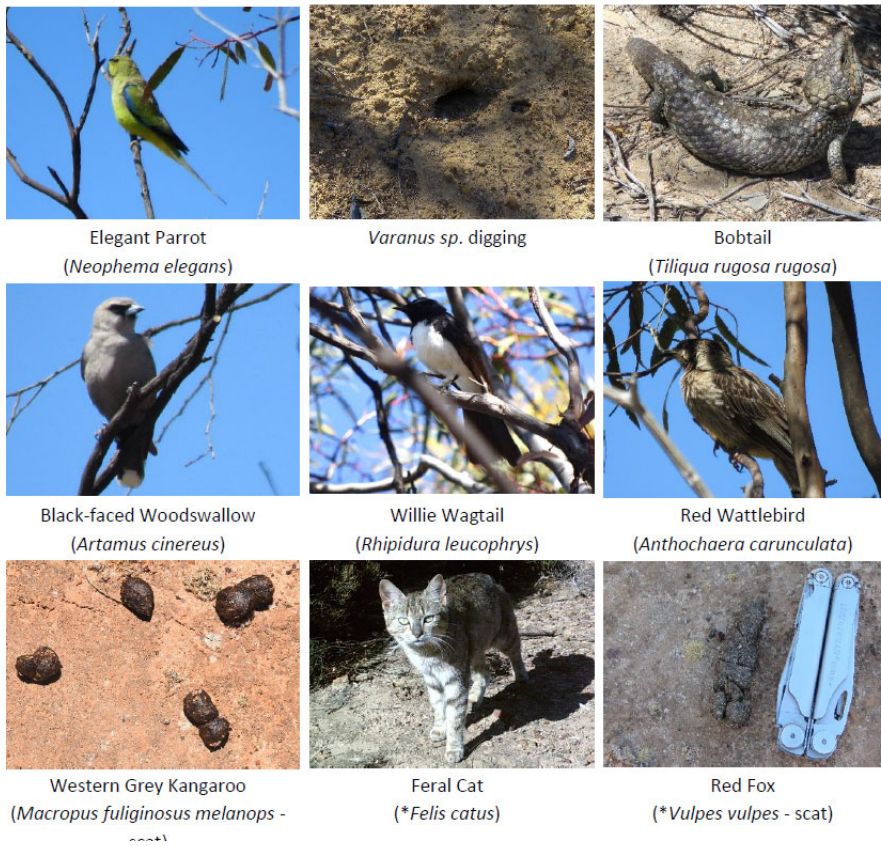 Elegant Parrot
(Neophema elegans)
Varanus sp. digging
Bobtail
(Tiliqua rugosa rugosa)
Black-faced Woodswallow
(Artamus cinereus)
Willie Wagtail
(Rhipidura leucophrys)
Red Wattlebird
(Anthochaera carunculata)
Western Grey Kangaroo
(Macropus fuliginosus melanops -
scat)
Feral Cat
(*Felis catus)
Red Fox
(*Vulpes vulpes - scat)